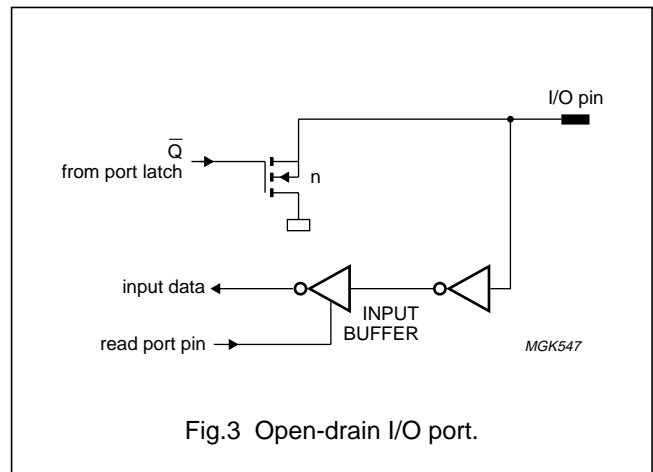 I/O pin
Q̅
from port latch
n
input data
INPUT
BUFFER
read port pin
MGK547
Fig.3 Open-drain I/O port.